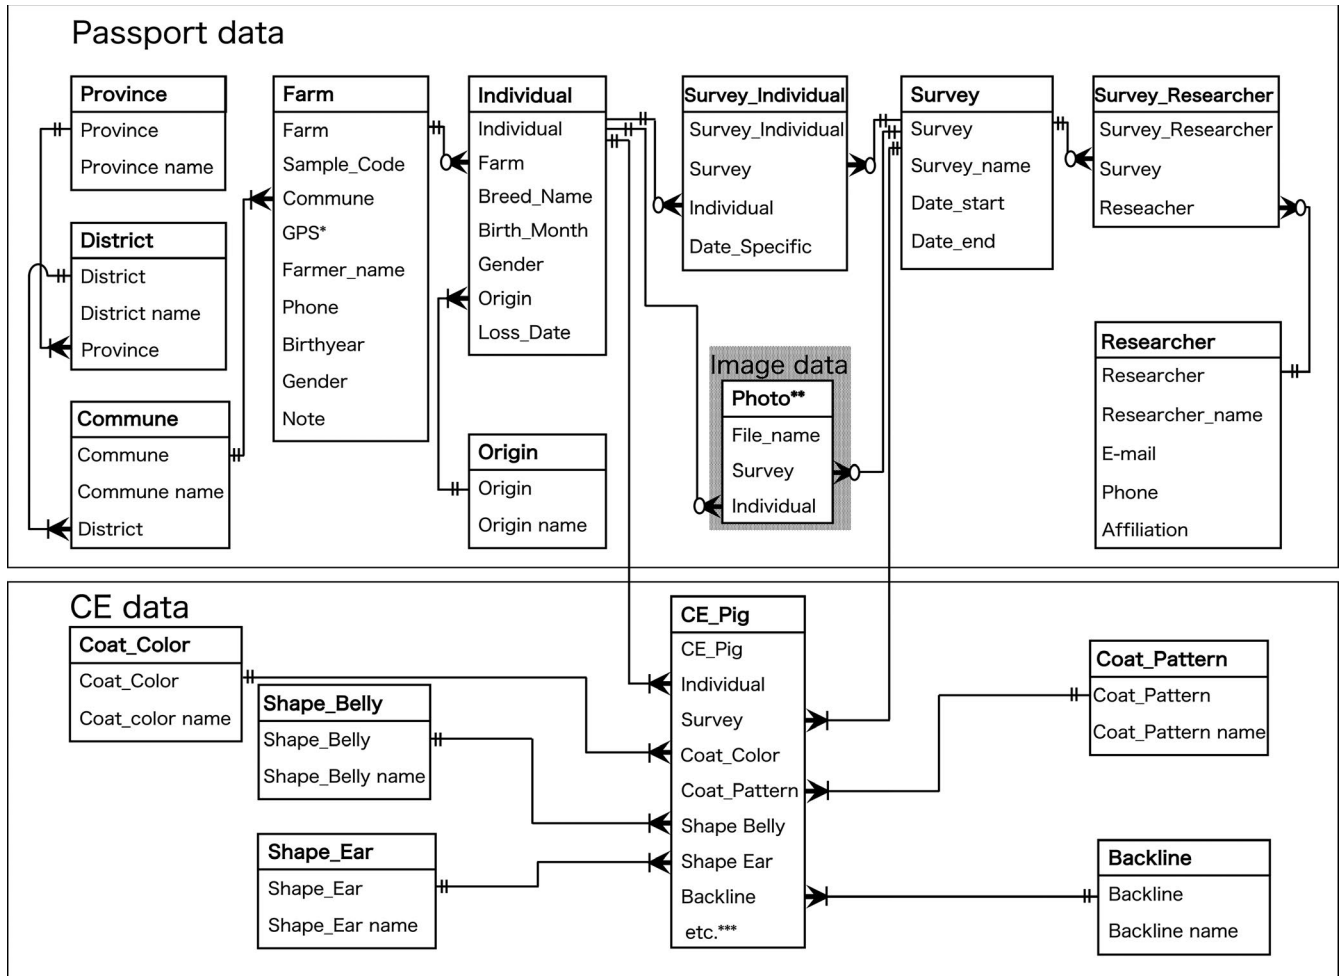 Passport data
Province
Province
Province name
District
District
District name
Province
Commune
Commune
Commune name
District
Farm
Farm
Sample_Code
Commune
GPS*
Farmer_name
Phone
Birthyear
Gender
Note
Individual
Individual
Farm
Breed_Name
Birth_Month
Gender
Origin
Loss_Date
Origin
Origin
Origin name
Survey_Individual
Survey_Individual
Survey
Individual
Date_Specific
Image data
Photo**
File_name
Survey
Individual
Survey
Survey
Survey_name
Date_start
Date_end
Survey_Researcher
Survey_Researcher
Survey
Reseacher
Researcher
Researcher
Researcher_name
E-mail
Phone
Affiliation
CE data
Coat_Color
Coat_Color
Coat_color name
Shape_Belly
Shape_Belly
Shape_Belly name
Shape_Ear
Shape_Ear
Shape_Ear name
CE_Pig
CE_Pig
Individual
Survey
Coat_Color
Coat_Pattern
Shape Belly
Shape Ear
Backline
etc.***
Coat_Pattern
Coat_Pattern
Coat_Pattern name
Backline
Backline
Backline name